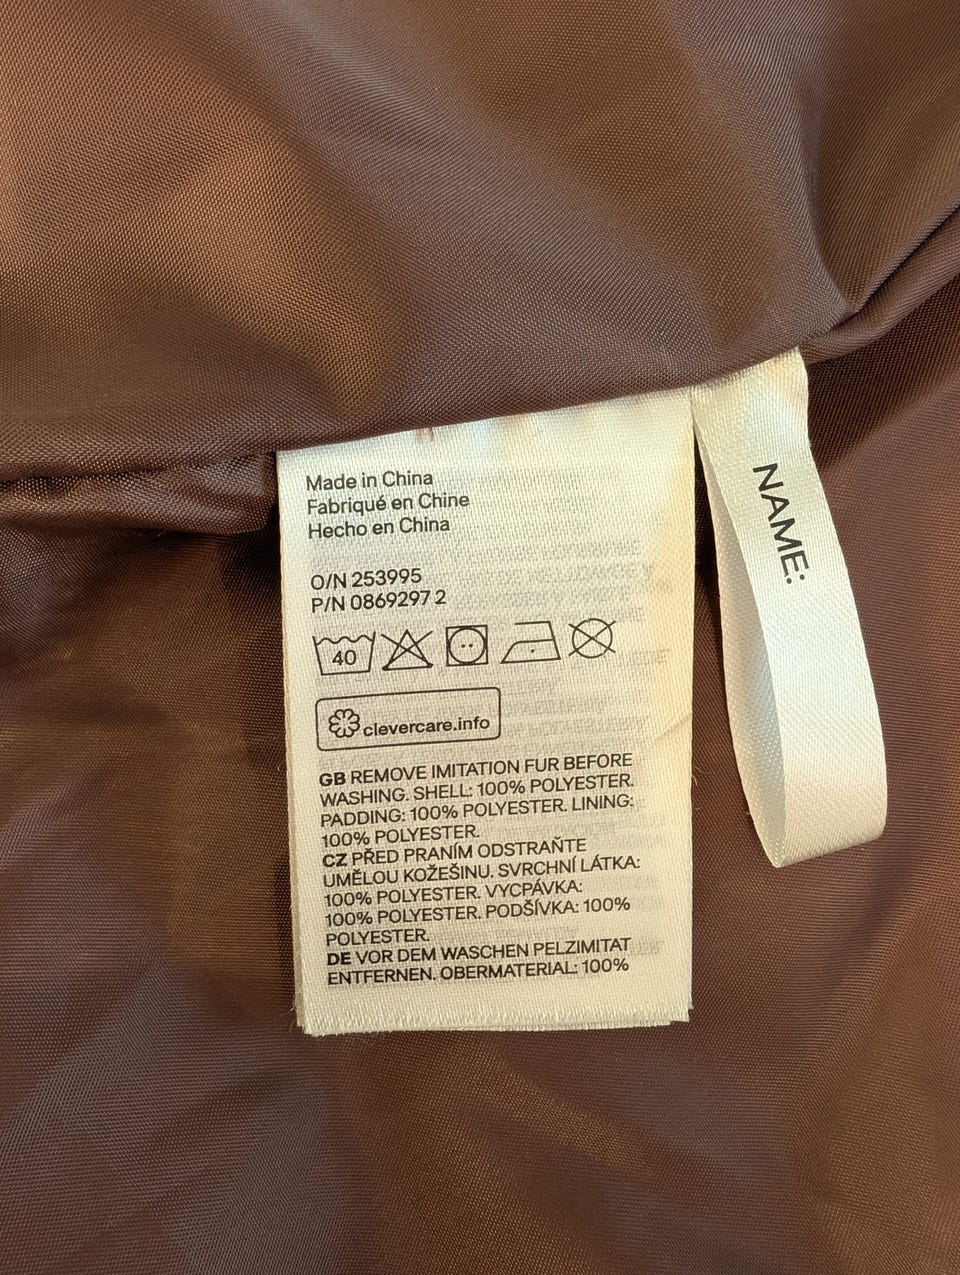 Made in China
Fabriqué en Chine
Hecho en China
O/N 253995
P/N 0869297 2
40
clevercare.info
GB REMOVE IMITATION FUR BEFORE
WASHING. SHELL: 100% POLYESTER.
PADDING: 100% POLYESTER. LINING:
100% POLYESTER.
CZ PŘED PRANÍM ODSTRAŇTE
UMĚLOU KOŽEŠINU. SVRCHNÍ LÁTKA:
100% POLYESTER. VYCPÁVKA:
100% POLYESTER. PODŠÍVKA: 100%
POLYESTER.
DE VOR DEM WASCHEN PELZIMITAT
ENTFERNEN. OBERMATERIAL: 100%
NAME: